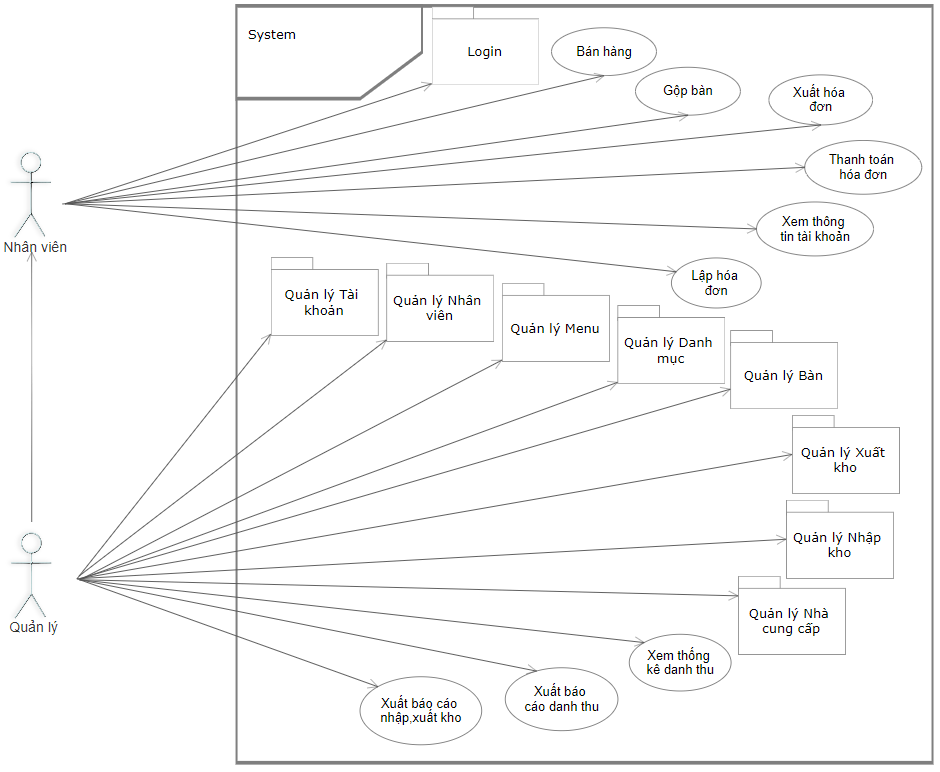 System
Login
Bán hàng
Gộp bàn
Xuất hóa
đơn
Thanh toán
hóa đơn
Xem thông
tin tài khoản
Lập hóa
đơn
Nhân viên
Quản lý Tài
khoản
Quản lý Nhân
viên
Quản lý Menu
Quản lý Danh
mục
Quản lý Bàn
Quản lý Xuất
kho
Quản lý Nhập
kho
Quản lý Nhà
cung cấp
Xem thống
kê danh thu
Xuất báo
cáo danh thu
Xuất báo cáo
nhập,xuất kho
Quản lý